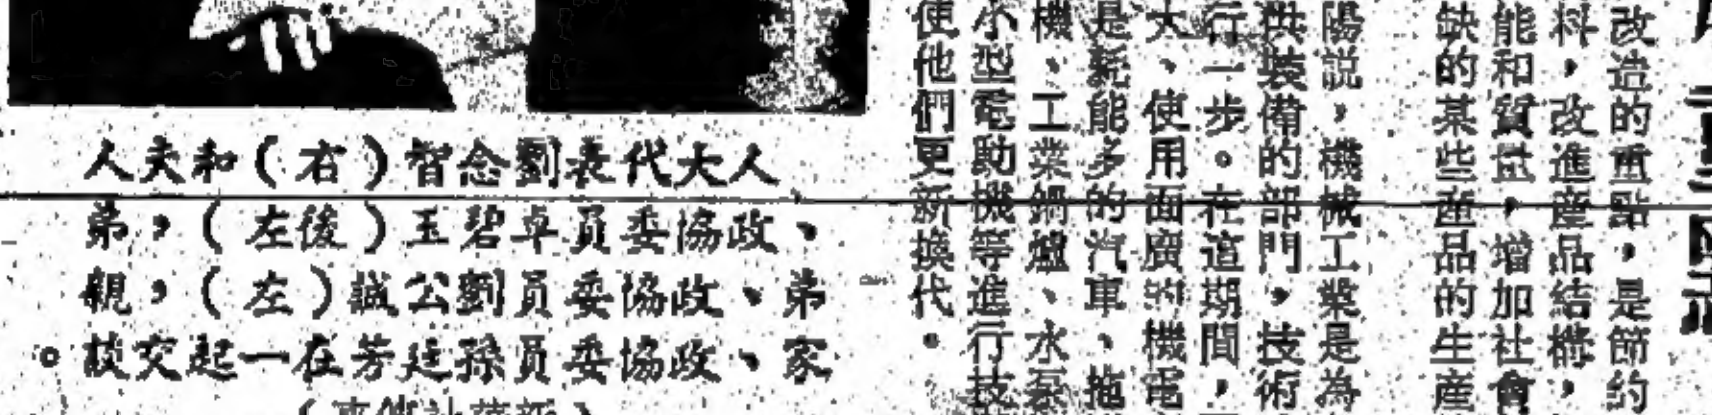 改造的重點,是節約
料,改進産品結構,
能和質量,增加社會
缺的某些産品的生産
陽説,機械工業是為
供裝備的部門,技術
行一步。在這期間,
大、使用面廣的機電
是耗能多的汽車、拖
機、工業鍋爐、水泵
小型電動機等進行技
使他們更新換代。
人大代表劉念智(右)和夫人
、政協委員卓碧玉(後左),弟
弟、政協委員劉公誠(左),親
家、政協委員孫廷芳在一起交談。